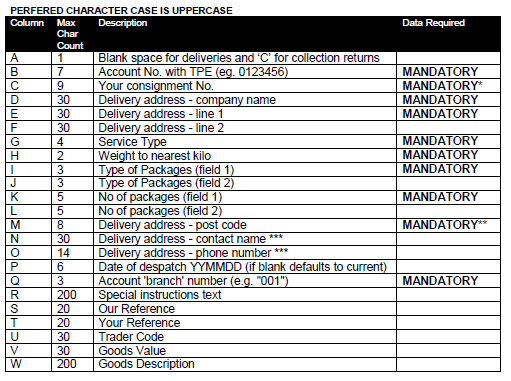 PERFERED CHARACTER CASE IS UPPERCASE
Column Max Char Count Description Data Required
A 1 Blank space for deliveries and ‘C’ for collection returns
B 7 Account No. with TPE (eg. 0123456) MANDATORY
C 9 Your consignment No. MANDATORY*
D 30 Delivery address - company name MANDATORY
E 30 Delivery address - line 1 MANDATORY
F 30 Delivery address - line 2
G 4 Service Type MANDATORY
H 2 Weight to nearest kilo MANDATORY
I 3 Type of Packages (field 1) MANDATORY
J 3 Type of Packages (field 2)
K 5 No of packages (field 1) MANDATORY
L 5 No of packages (field 2)
M 8 Delivery address - post code MANDATORY**
N 30 Delivery address - contact name ***
O 14 Delivery address - phone number ***
P 6 Date of despatch YYMMDD (if blank defaults to current)
Q 3 Account 'branch' number (e.g. "001") MANDATORY
R 200 Special instructions text
S 20 Our Reference
T 20 Your Reference
U 30 Trader Code
V 30 Goods Value
W 200 Goods Description